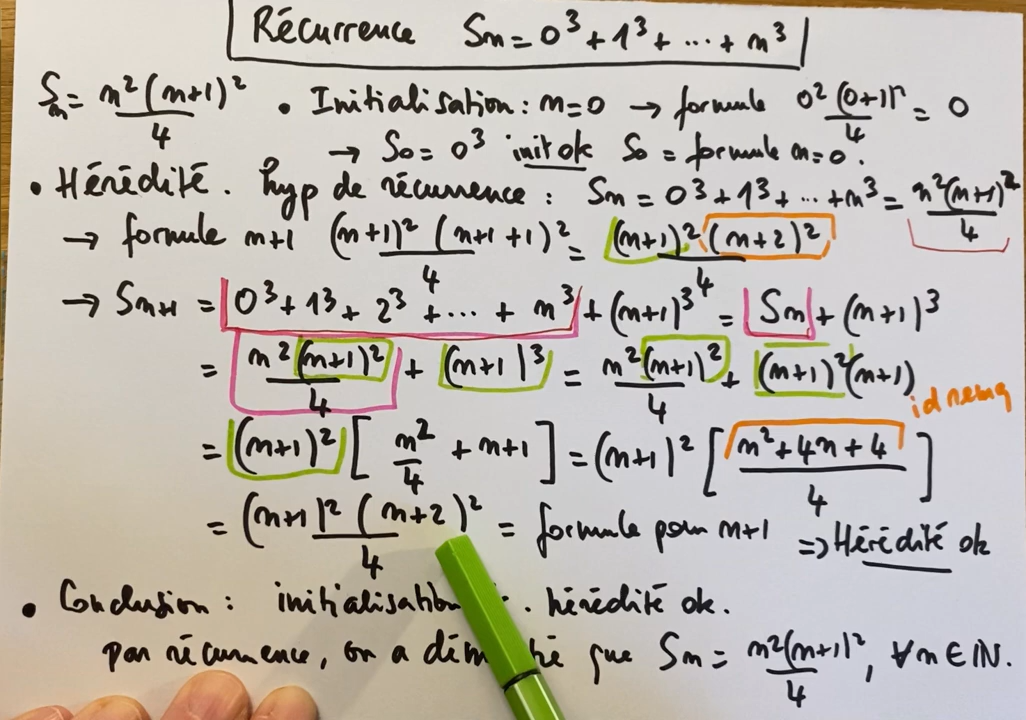 Récurrence Sn = 0³ + 1³ + ... + n³
Sn = n²(n+1)²/4 • Initialisation : n=0 → formule 0²(0+1)²/4 = 0
→ S0 = 0³ init ok S0 = formule n=0.
• Hérédité. hyp de récurrence : Sn = 0³ + 1³ + ... + n³ = n²(n+1)²/4
→ formule n+1 (n+1)²(n+1+1)²/4 = (n+1)²(n+2)²/4
→ Sn+1 = 0³ + 1³ + 2³ + ... + n³ + (n+1)³ = Sn + (n+1)³
= n²(n+1)²/4 + (n+1)³ = n²(n+1)²/4 + (n+1)²(n+1)
id remq
= (n+1)² [ n²/4 + n+1 ] = (n+1)² [ (n² + 4n + 4)/4 ]
= (n+1)²(n+2)²/4 = formule pour n+1 => Hérédité ok
• Conclusion : initialisation hérédité ok.
par récurrence, on a que Sn = n²(n+1)²/4, ∀n∈ℕ.